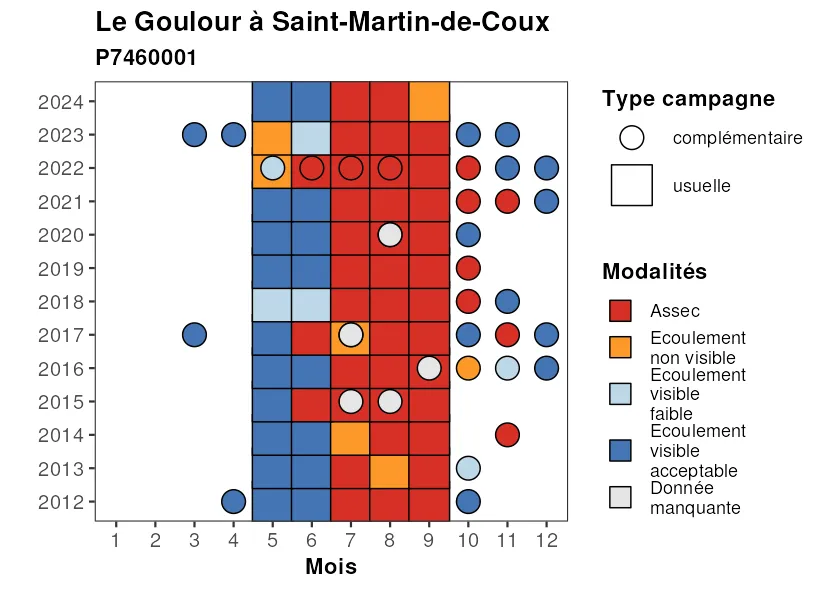 Le Goulour à Saint-Martin-de-Coux
P7460001
2024
2023
2022
2021
2020
2019
2018
2017
2016
2015
2014
2013
2012
1 2 3 4 5 6 7 8 9 10 11 12
Mois
Type campagne
complémentaire
usuelle
Modalités
Assec
Ecoulement
non visible
Ecoulement
visible
faible
Ecoulement
visible
acceptable
Donnée
manquante